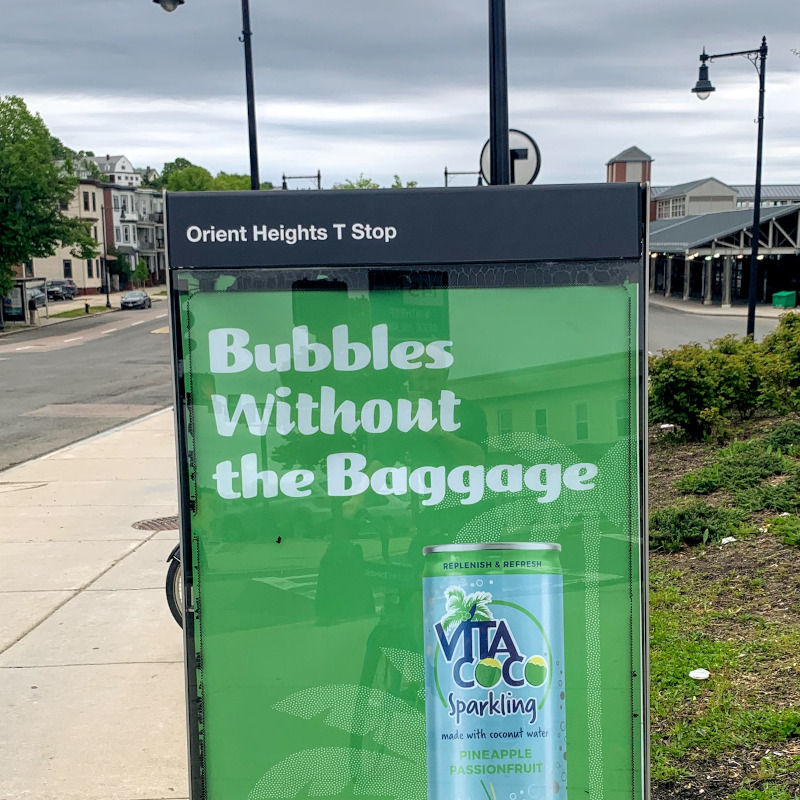 T
Orient Heights T Stop
Bubbles
Without
the Baggage
REPLENISH & REFRESH
VITA
COCO
Sparkling
made with coconut water
PINEAPPLE
PASSIONFRUIT